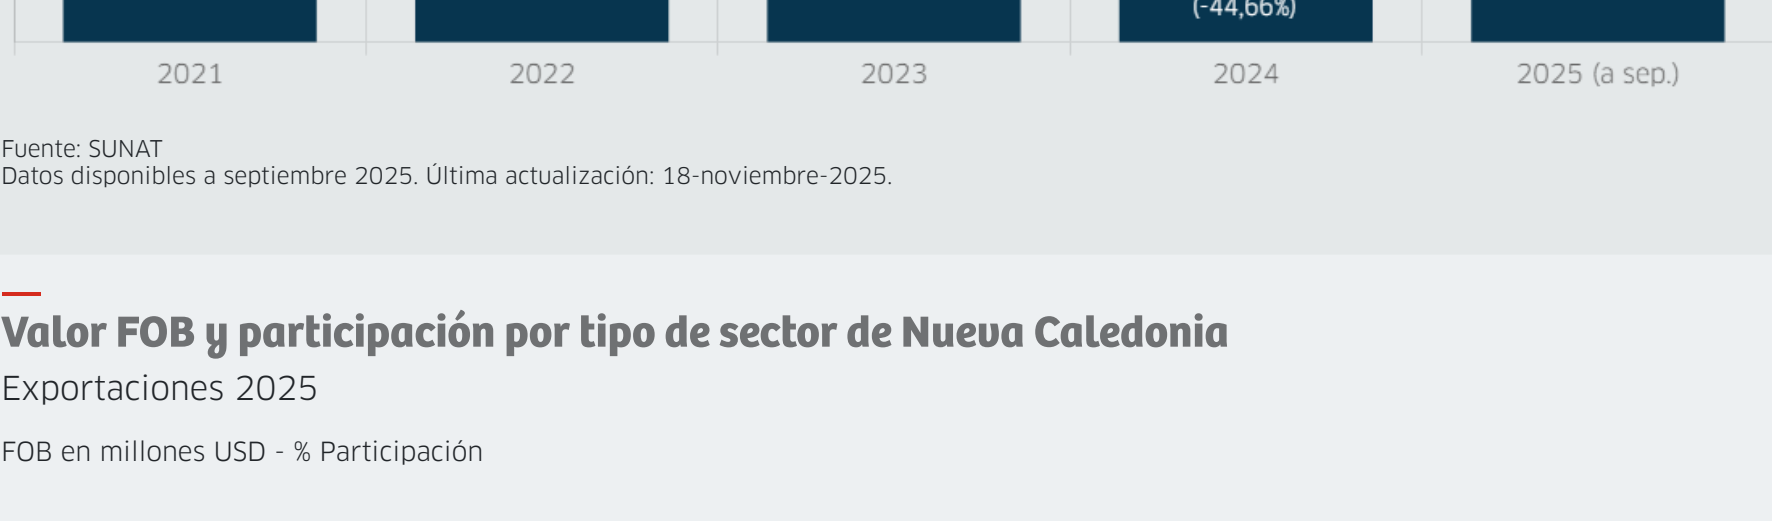 (-44,66%)
2021 2022 2023 2024 2025 (a sep.)
Fuente: SUNAT
Datos disponibles a septiembre 2025. Última actualización: 18-noviembre-2025.
Valor FOB y participación por tipo de sector de Nueva Caledonia
Exportaciones 2025
FOB en millones USD - % Participación